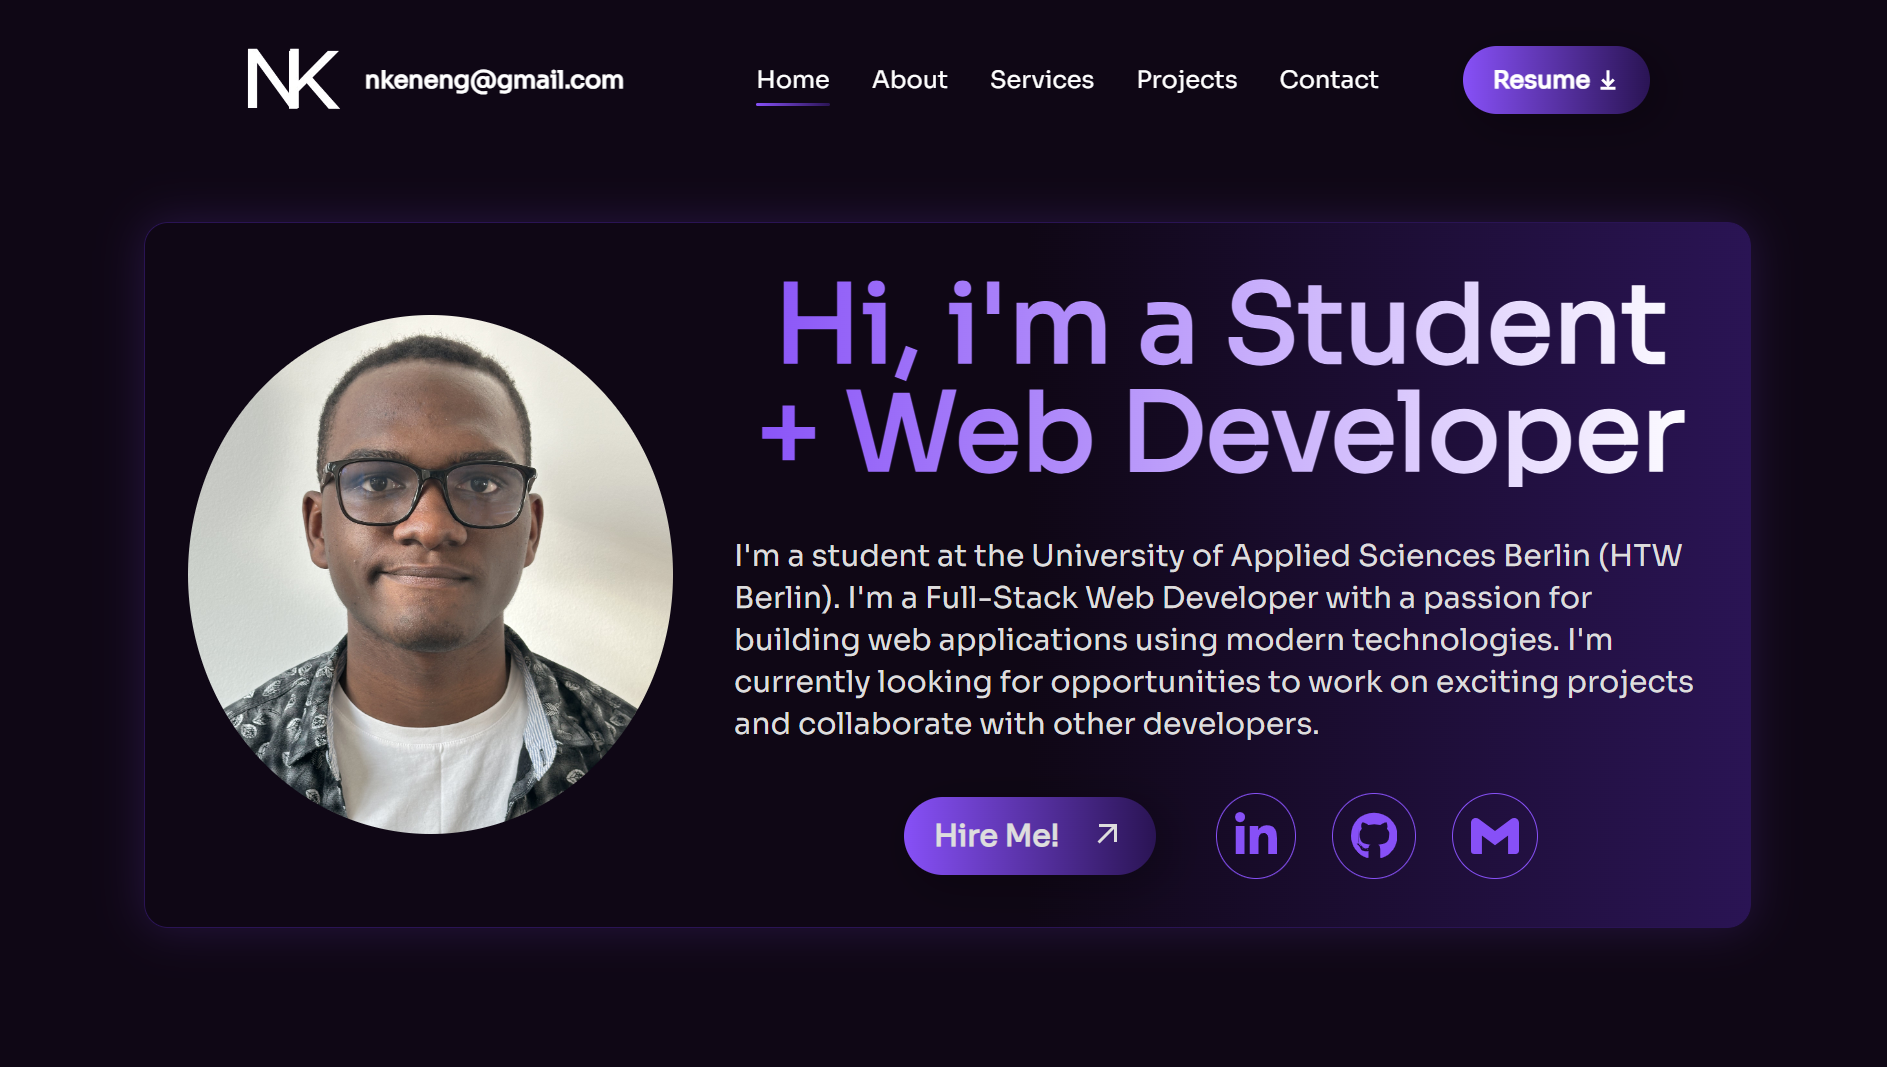 NK nkeneng@gmail.com Home About Services Projects Contact Resume
Hi, i'm a Student
+ Web Developer
I'm a student at the University of Applied Sciences Berlin (HTW
Berlin). I'm a Full-Stack Web Developer with a passion for
building web applications using modern technologies. I'm
currently looking for opportunities to work on exciting projects
and collaborate with other developers.
Hire Me! in